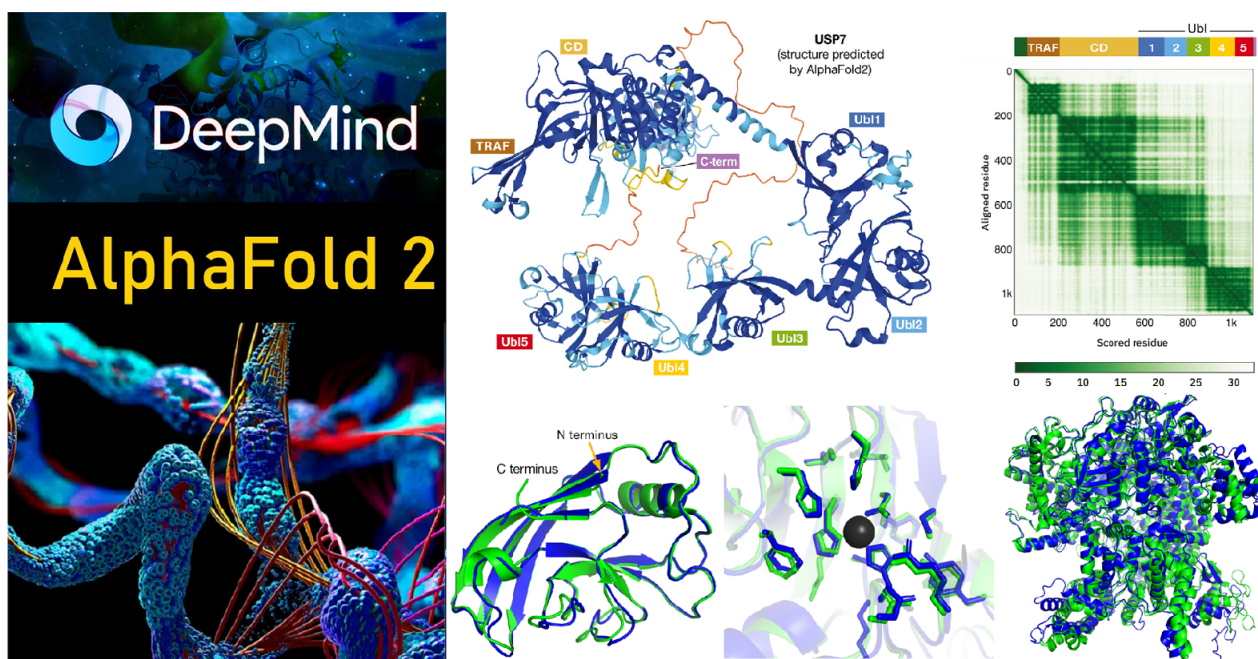 DeepMind
AlphaFold 2
USP7
(structure predicted
by AlphaFold2)
CD
TRAF
C-term
Ubl1
Ubl2
Ubl3
Ubl4
Ubl5
N terminus
C terminus
Ubl
TRAF CD 1 2 3 4 5
0
200
400
600
800
1k
Aligned residue
0 200 400 600 800 1k
Scored residue
0 5 10 15 20 25 30